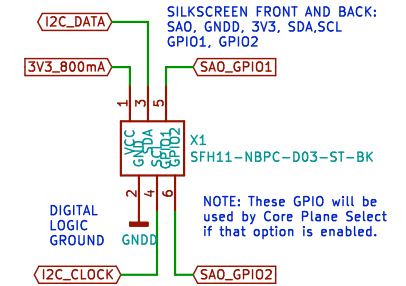 SILKSCREEN FRONT AND BACK:
I2C_DATA
SAO, GNDD, 3V3, SDA,SCL
GPIO1, GPIO2
3V3_800mA
SAO_GPIO1
1
3
5
VCC
GND
SDA
SCL
GPIO1
GPIO2
X1
SFH11-NBPC-D03-ST-BK
2
4
6
NOTE: These GPIO will be
used by Core Plane Select
if that option is enabled.
DIGITAL
LOGIC
GROUND
GNDD
I2C_CLOCK
SAO_GPIO2